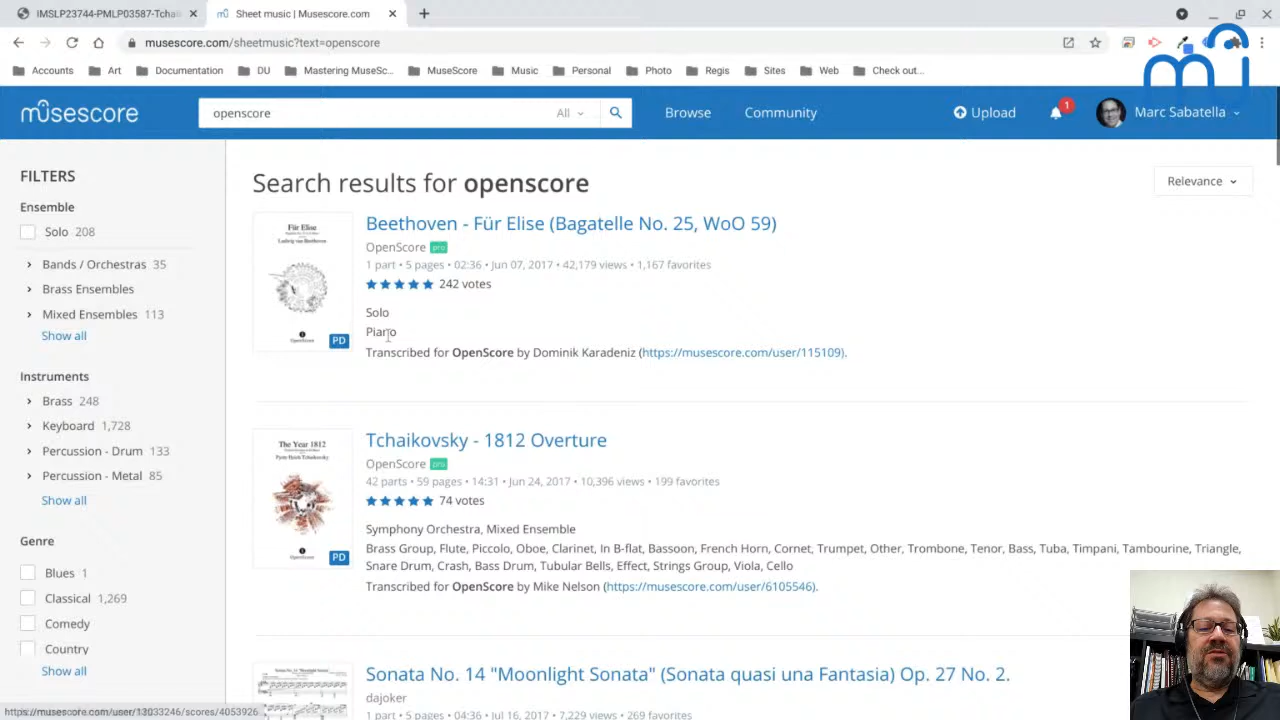 IMSLP23744-PMLP03587-Tchai
Sheet music | Musescore.com
musescore.com/sheetmusic?text=openscore
Accounts
Art
Documentation
DU
Mastering MuseSc...
MuseScore
Music
Personal
Photo
Regis
Sites
Web
Check out...
musescore
openscore
All
Browse
Community
Upload
1
Marc Sabatella
FILTERS
Ensemble
Solo 208
Bands / Orchestras 35
Brass Ensembles
Mixed Ensembles 113
Show all
Instruments
Brass 248
Keyboard 1,728
Percussion - Drum 133
Percussion - Metal 85
Show all
Genre
Blues 1
Classical 1,269
Comedy
Country
Show all
Search results for openscore
Relevance
Für Elise
Ludwig van Beethoven
OpenScore
PD
Beethoven - Für Elise (Bagatelle No. 25, WoO 59)
OpenScore pro
1 part • 5 pages • 02:36 • Jun 07, 2017 • 42,179 views • 1,167 favorites
242 votes
Solo
Piano
Transcribed for OpenScore by Dominik Karadeniz (https://musescore.com/user/115109).
The Year 1812
OpenScore
PD
Tchaikovsky - 1812 Overture
OpenScore pro
42 parts • 59 pages • 14:31 • Jun 24, 2017 • 10,396 views • 199 favorites
74 votes
Symphony Orchestra, Mixed Ensemble
Brass Group, Flute, Piccolo, Oboe, Clarinet, In B-flat, Bassoon, French Horn, Cornet, Trumpet, Other, Trombone, Tenor, Bass, Tuba, Timpani, Tambourine, Triangle,
Snare Drum, Crash, Bass Drum, Tubular Bells, Effect, Strings Group, Viola, Cello
Transcribed for OpenScore by Mike Nelson (https://musescore.com/user/6105546).
Sonata No. 14 "Moonlight Sonata" (Sonata quasi una Fantasia) Op. 27 No. 2.
dajoker
1 part • 5 pages • 04:36 • Jul 16, 2017 • 7,229 views • 269 favorites
https://musescore.com/user/13033246/scores/4053926